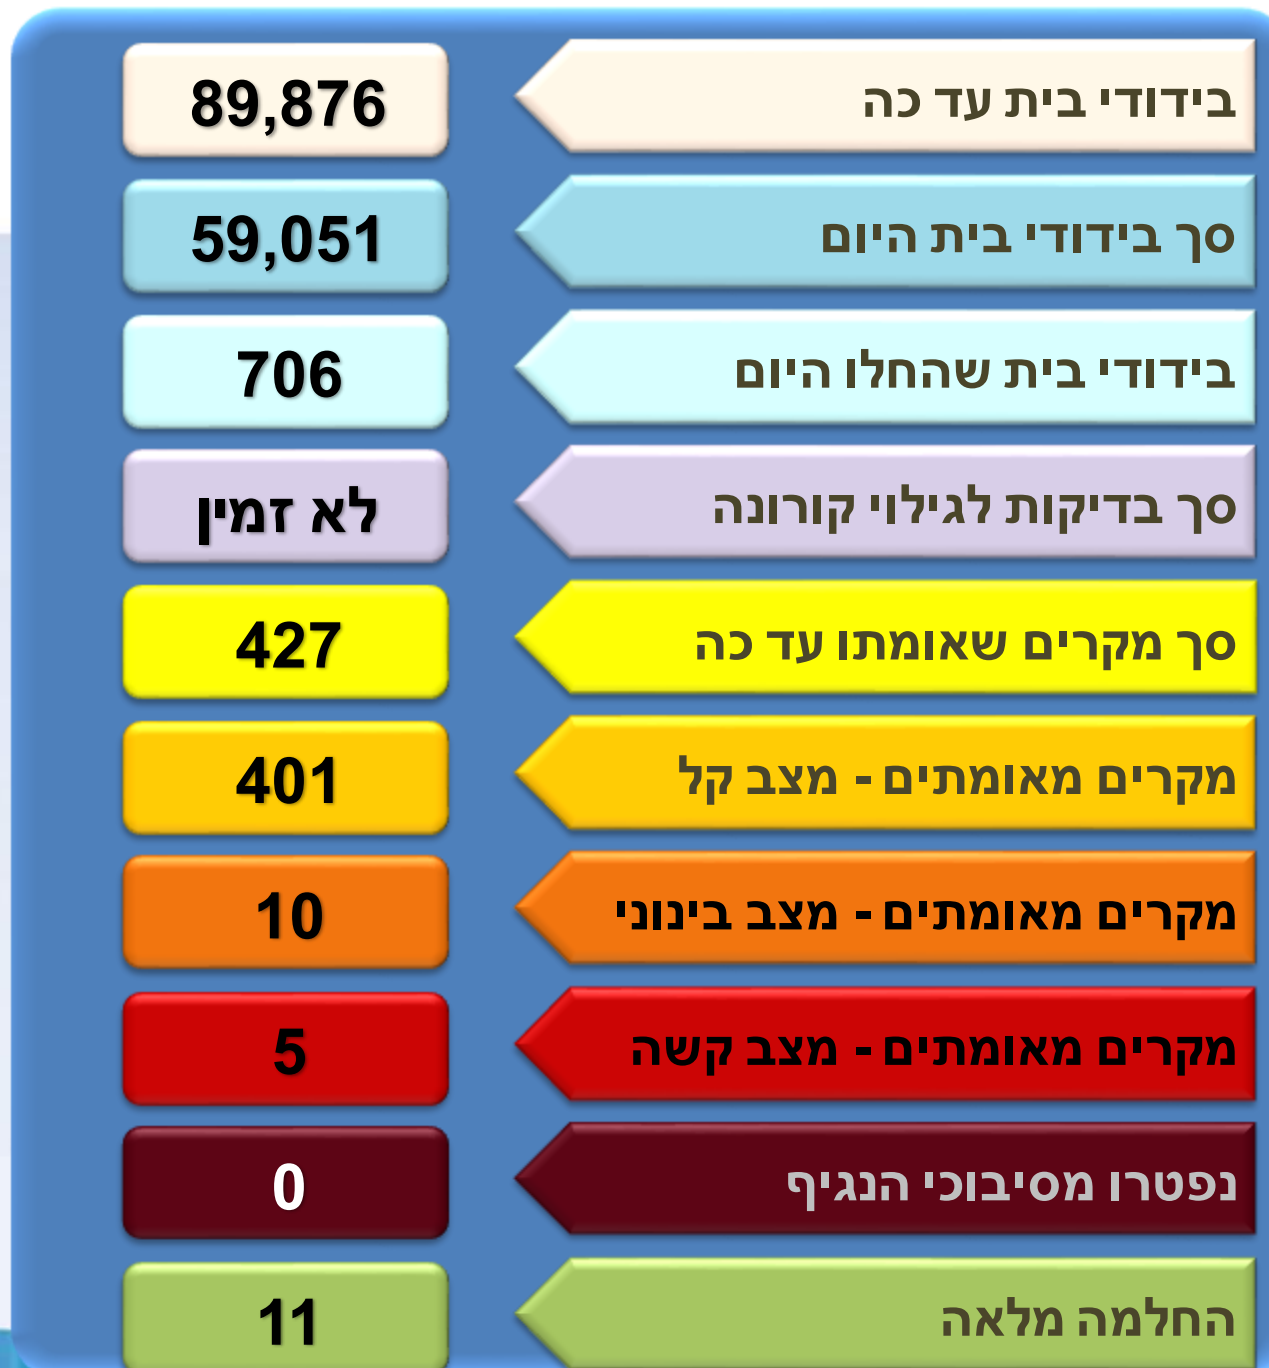 בידודי בית עד כה 89,876
סך בידודי בית היום 59,051
בידודי בית שהחלו היום 706
סך בדיקות לגילוי קורונה לא זמין
סך מקרים שאומתו עד כה 427
מקרים מאומתים - מצב קל 401
מקרים מאומתים - מצב בינוני 10
מקרים מאומתים - מצב קשה 5
נפטרו מסיבוכי הנגיף 0
החלמה מלאה 11